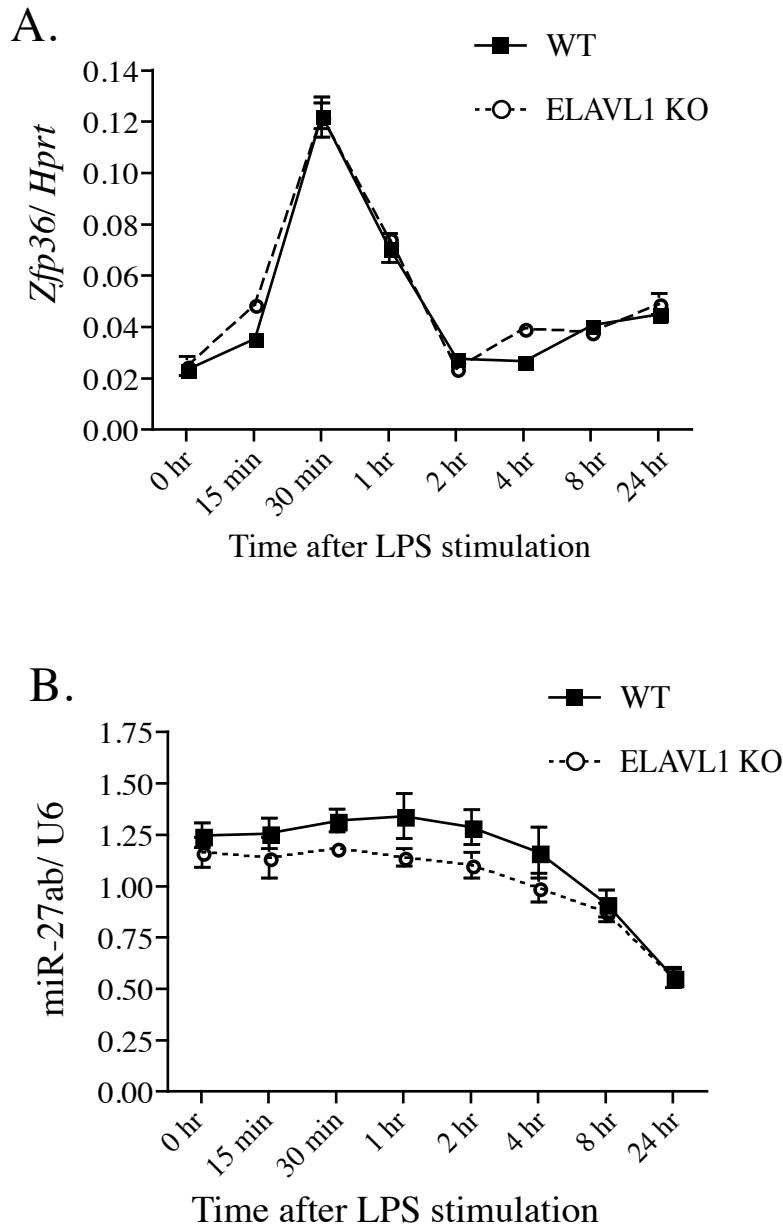 A.
WT
ELAVL1 KO
Zfp36/ Hprt
0.14
0.12
0.10
0.08
0.06
0.04
0.02
0.00
0 hr
15 min
30 min
1 hr
2 hr
4 hr
8 hr
24 hr
Time after LPS stimulation
B.
WT
ELAVL1 KO
miR-27ab/ U6
1.75
1.50
1.25
1.00
0.75
0.50
0.25
0.00
0 hr
15 min
30 min
1 hr
2 hr
4 hr
8 hr
24 hr
Time after LPS stimulation